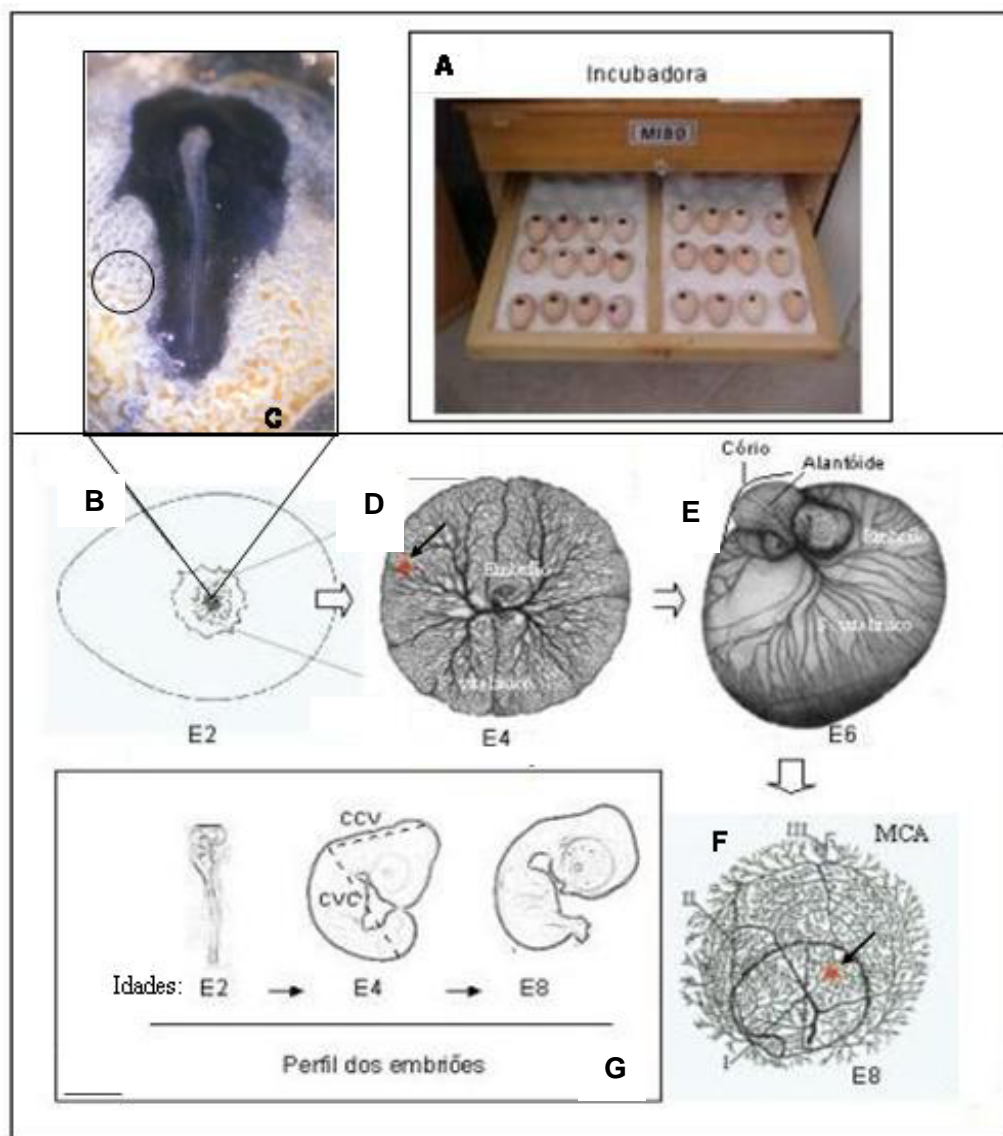 A
Incubadora
MIBO
C
B
E2
D
Embrião
E4
Cório
Alantóide
E
E6
CCV
CVC
Idades: E2 E4 E8
Perfil dos embriões
G
F
MCA
III
II
I
E8